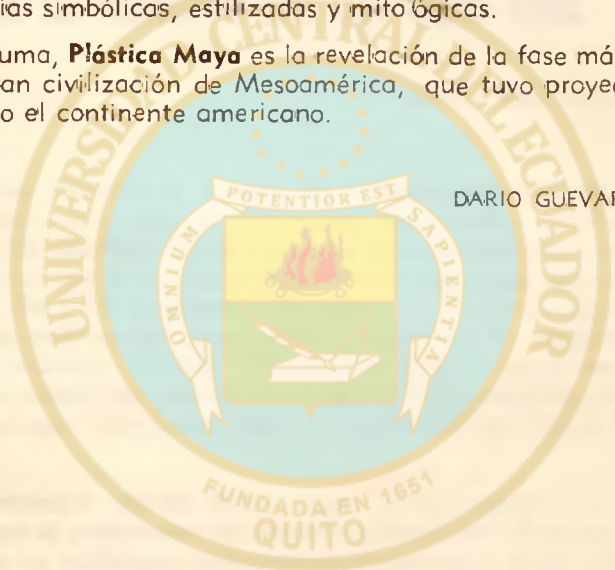 ias simbólicas, estilizadas y mitológicas.
uma, Plástica Maya es la revelación de la fase má
an civilización de Mesoamérica, que tuvo proye
o el continente americano.
DARIO GUEVAR
UNIVERSIDAD CENTRAL DEL ECUADOR
OMNIUM POTENTIOR EST SAPIENTIA
FUNDADA EN 1651
QUITO